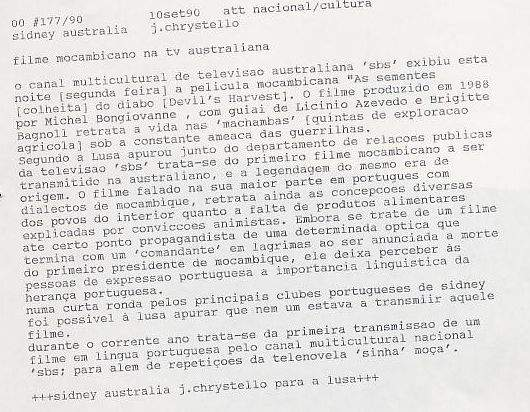 00 #177/90 10set90 att nacional/cultura
sidney australia j.chrystello
filme mocambicano na tv australiana
o canal multicultural de televisao australiana 'sbs' exibiu esta
noite [segunda feira] a pelicula mocambicana "As sementes
[colheita] do diabo [Devil's Harvest]. O filme produzido em 1988
por Michel Bongiovanne , com guiai de Licinio Azevedo e Brigitte
Bagnoll retrata a vida nas 'machambas' [quintas de exploracao
agricola] sob a constante ameaca das guerrilhas.
Segundo a Lusa apurou junto do departamento de relacoes publicas
da televisao 'sbs' trata-se do primeiro filme mocambicano a ser
transmitido na australiano, e a legendagem do mesmo era de
origem. O filme falado na sua maior parte em portugues com
dialectos de mocambique, retrata ainda as concepcoes diversas
dos povos do interior quanto a falta de produtos alimentares
explicadas por conviccoes animistas. Embora se trate de um filme
ate certo ponto propagandista de uma determinada optica que
termina com um 'comandante' em lagrimas ao ser anunciada a morte
do primeiro presidente de mocambique, ele deixa perceber às
pessoas de expressao portuguesa a importancia linguistica da
herança portuguesa.
numa curta ronda pelos principais clubes portugueses de sidney
foi possivel à lusa apurar que nem um estava a transmiir aquele
filme.
durante o corrente ano trata-se da primeira transmissao de um
filme em lingua portuguesa pelo canal multicultural nacional
'sbs; para alem de repetiçoes da telenovela 'sinha' moça'.
+++sidney australia j.chrystello para a lusa+++